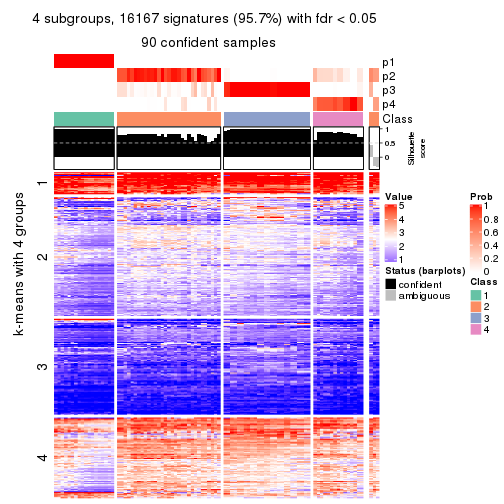 4 subgroups, 16167 signatures (95.7%) with fdr < 0.05
90 confident samples
p1
p2
p3
p4
Class
1
0.5
0
Silhouette
score
k-means with 4 groups
1
2
3
4
Value
5
4
3
2
1
Status (barplots)
confident
ambiguous
Prob
1
0.8
0.6
0.4
0.2
0
Class
1
2
3
4